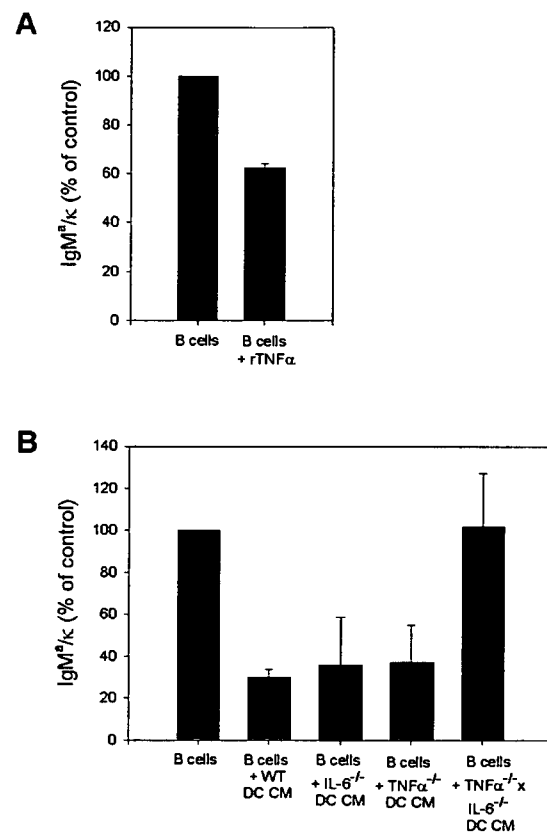 A
IgMᵃ/κ (% of control)
120
100
80
60
40
20
0
B cells
B cells
+ rTNFα
B
IgMᵃ/κ (% of control)
140
120
100
80
60
40
20
0
B cells
B cells
+ WT
DC CM
B cells
+ IL-6⁻/⁻
DC CM
B cells
+ TNFα⁻/⁻
DC CM
B cells
+ TNFα⁻/⁻x
IL-6⁻/⁻
DC CM